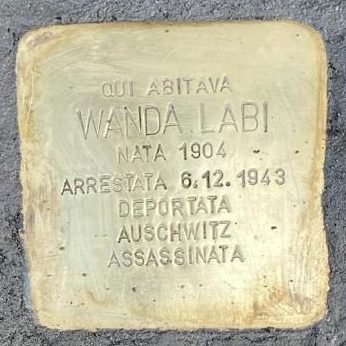 QUI ABITAVA
WANDA LABI
NATA 1904
ARRESTATA 6.12.1943
DEPORTATA
AUSCHWITZ
ASSASSINATA